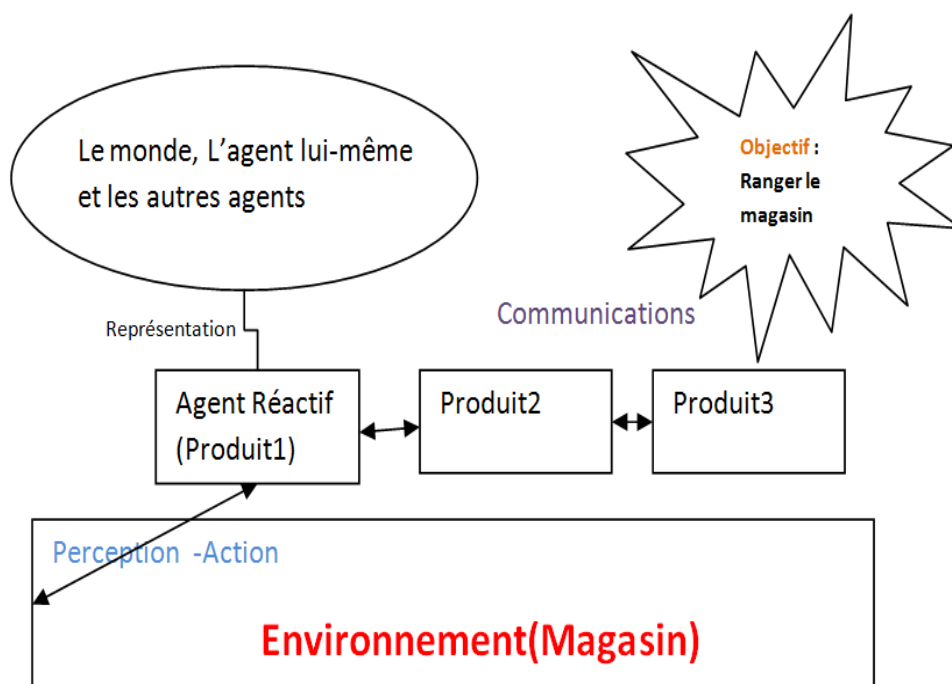 Le monde, L'agent lui-même
et les autres agents
Objectif :
Ranger le
magasin
Communications
Représentation
Agent Réactif
(Produit1)
Produit2
Produit3
Perception -Action
Environnement(Magasin)